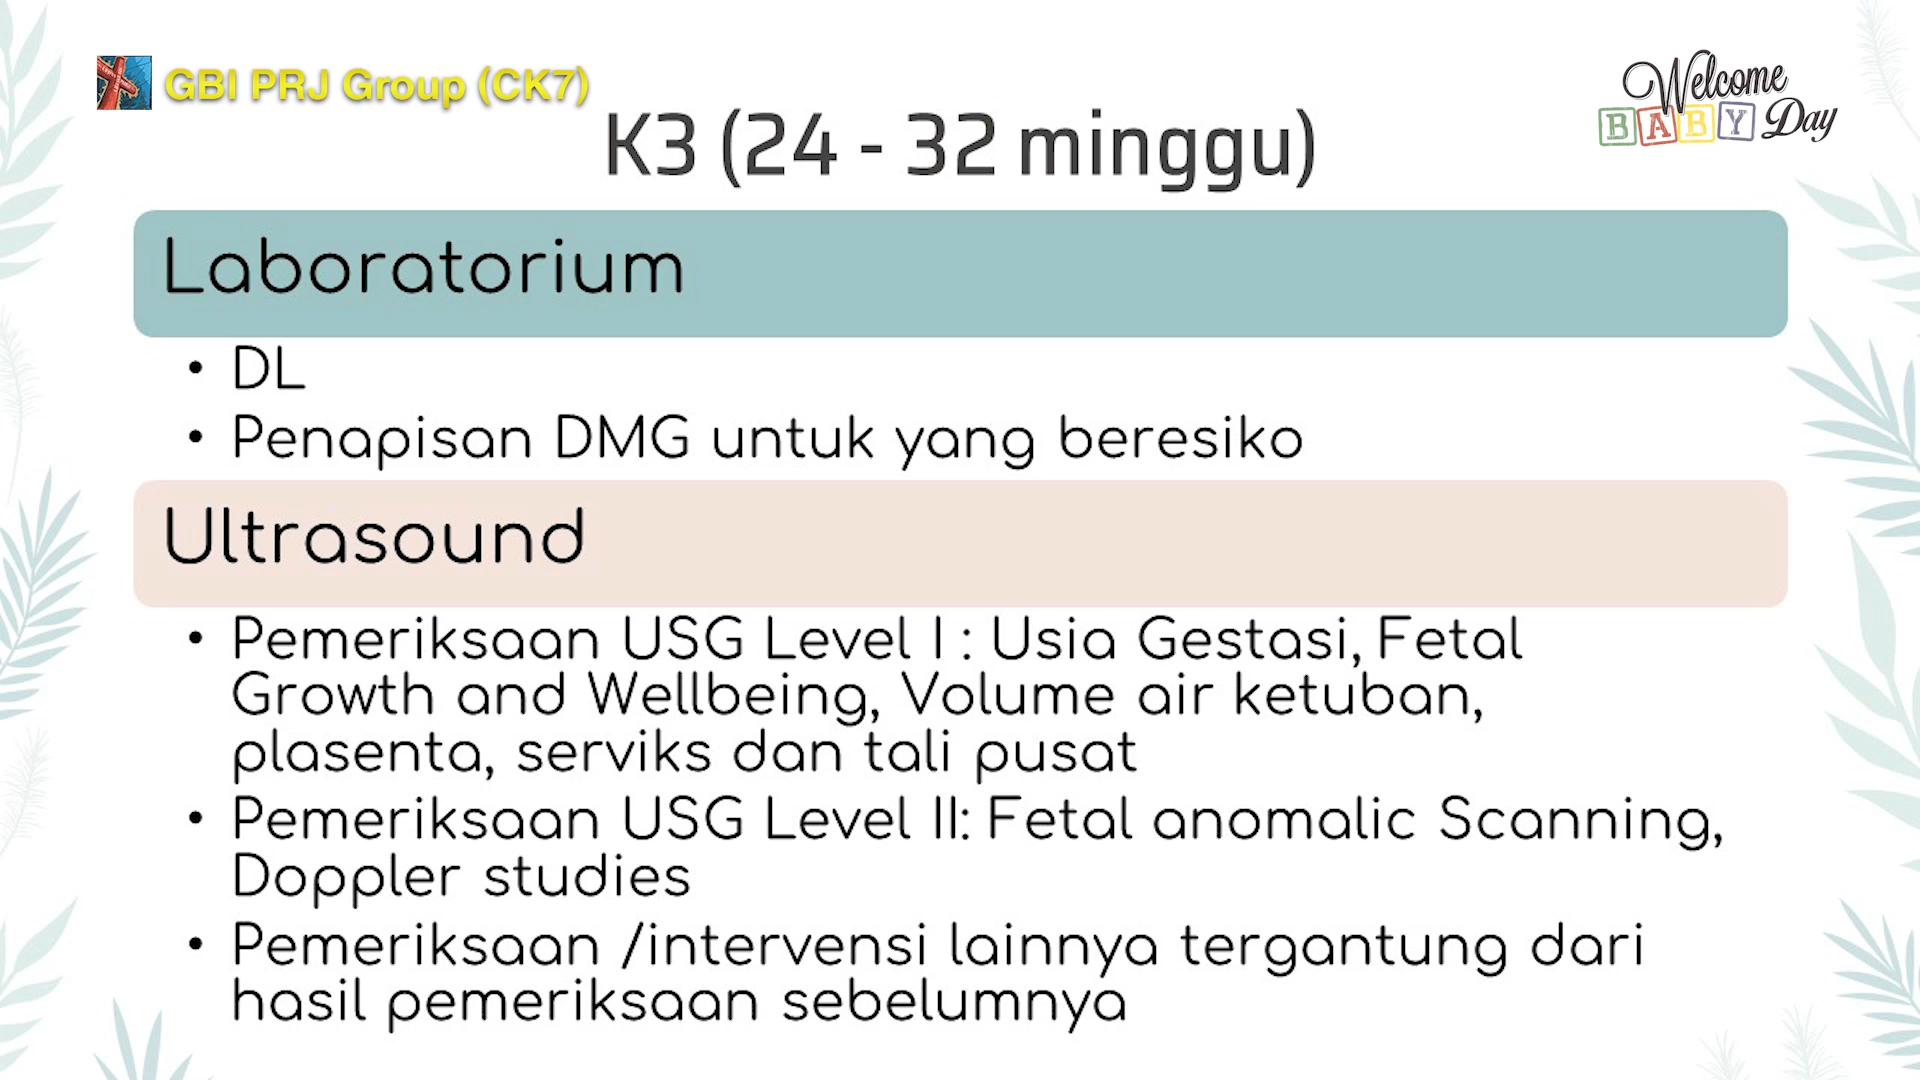 GBI PRJ Group (CK7)
Welcome
BABY Day
K3 (24 - 32 minggu)
Laboratorium
• DL
• Penapisan DMG untuk yang beresiko
Ultrasound
• Pemeriksaan USG Level I : Usia Gestasi, Fetal
Growth and Wellbeing, Volume air ketuban,
plasenta, serviks dan tali pusat
• Pemeriksaan USG Level II: Fetal anomalic Scanning,
Doppler studies
• Pemeriksaan /intervensi lainnya tergantung dari
hasil pemeriksaan sebelumnya